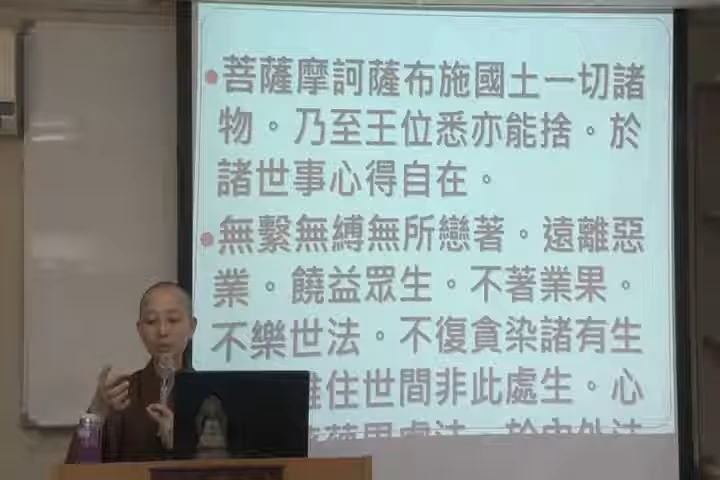 菩薩摩訶薩布施國土一切諸
物。乃至王位悉亦能捨。於
諸世事心得自在。
無繫無縛無所戀著。遠離惡
業。饒益眾生。不著業果。
不樂世法。不復貪染諸有生
住世間非此處生。心